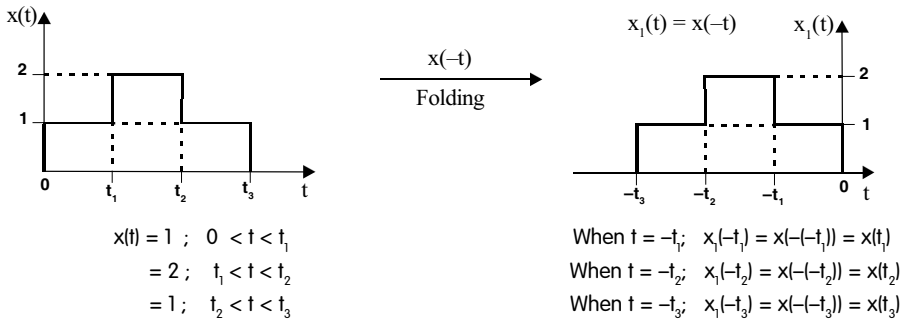 x(t)
2
1
0 t₁ t₂ t₃ t
x(t) = 1 ; 0 < t < t₁
= 2 ; t₁ < t < t₂
= 1; t₂ < t < t₃
x(–t)
Folding
x₁(t) = x(–t) x₁(t)
2
1
–t₃ –t₂ –t₁ 0 t
When t = –t₁; x₁(–t₁) = x(–(–t₁)) = x(t₁)
When t = –t₂; x₁(–t₂) = x(–(–t₂)) = x(t₂)
When t = –t₃; x₁(–t₃) = x(–(–t₃)) = x(t₃)